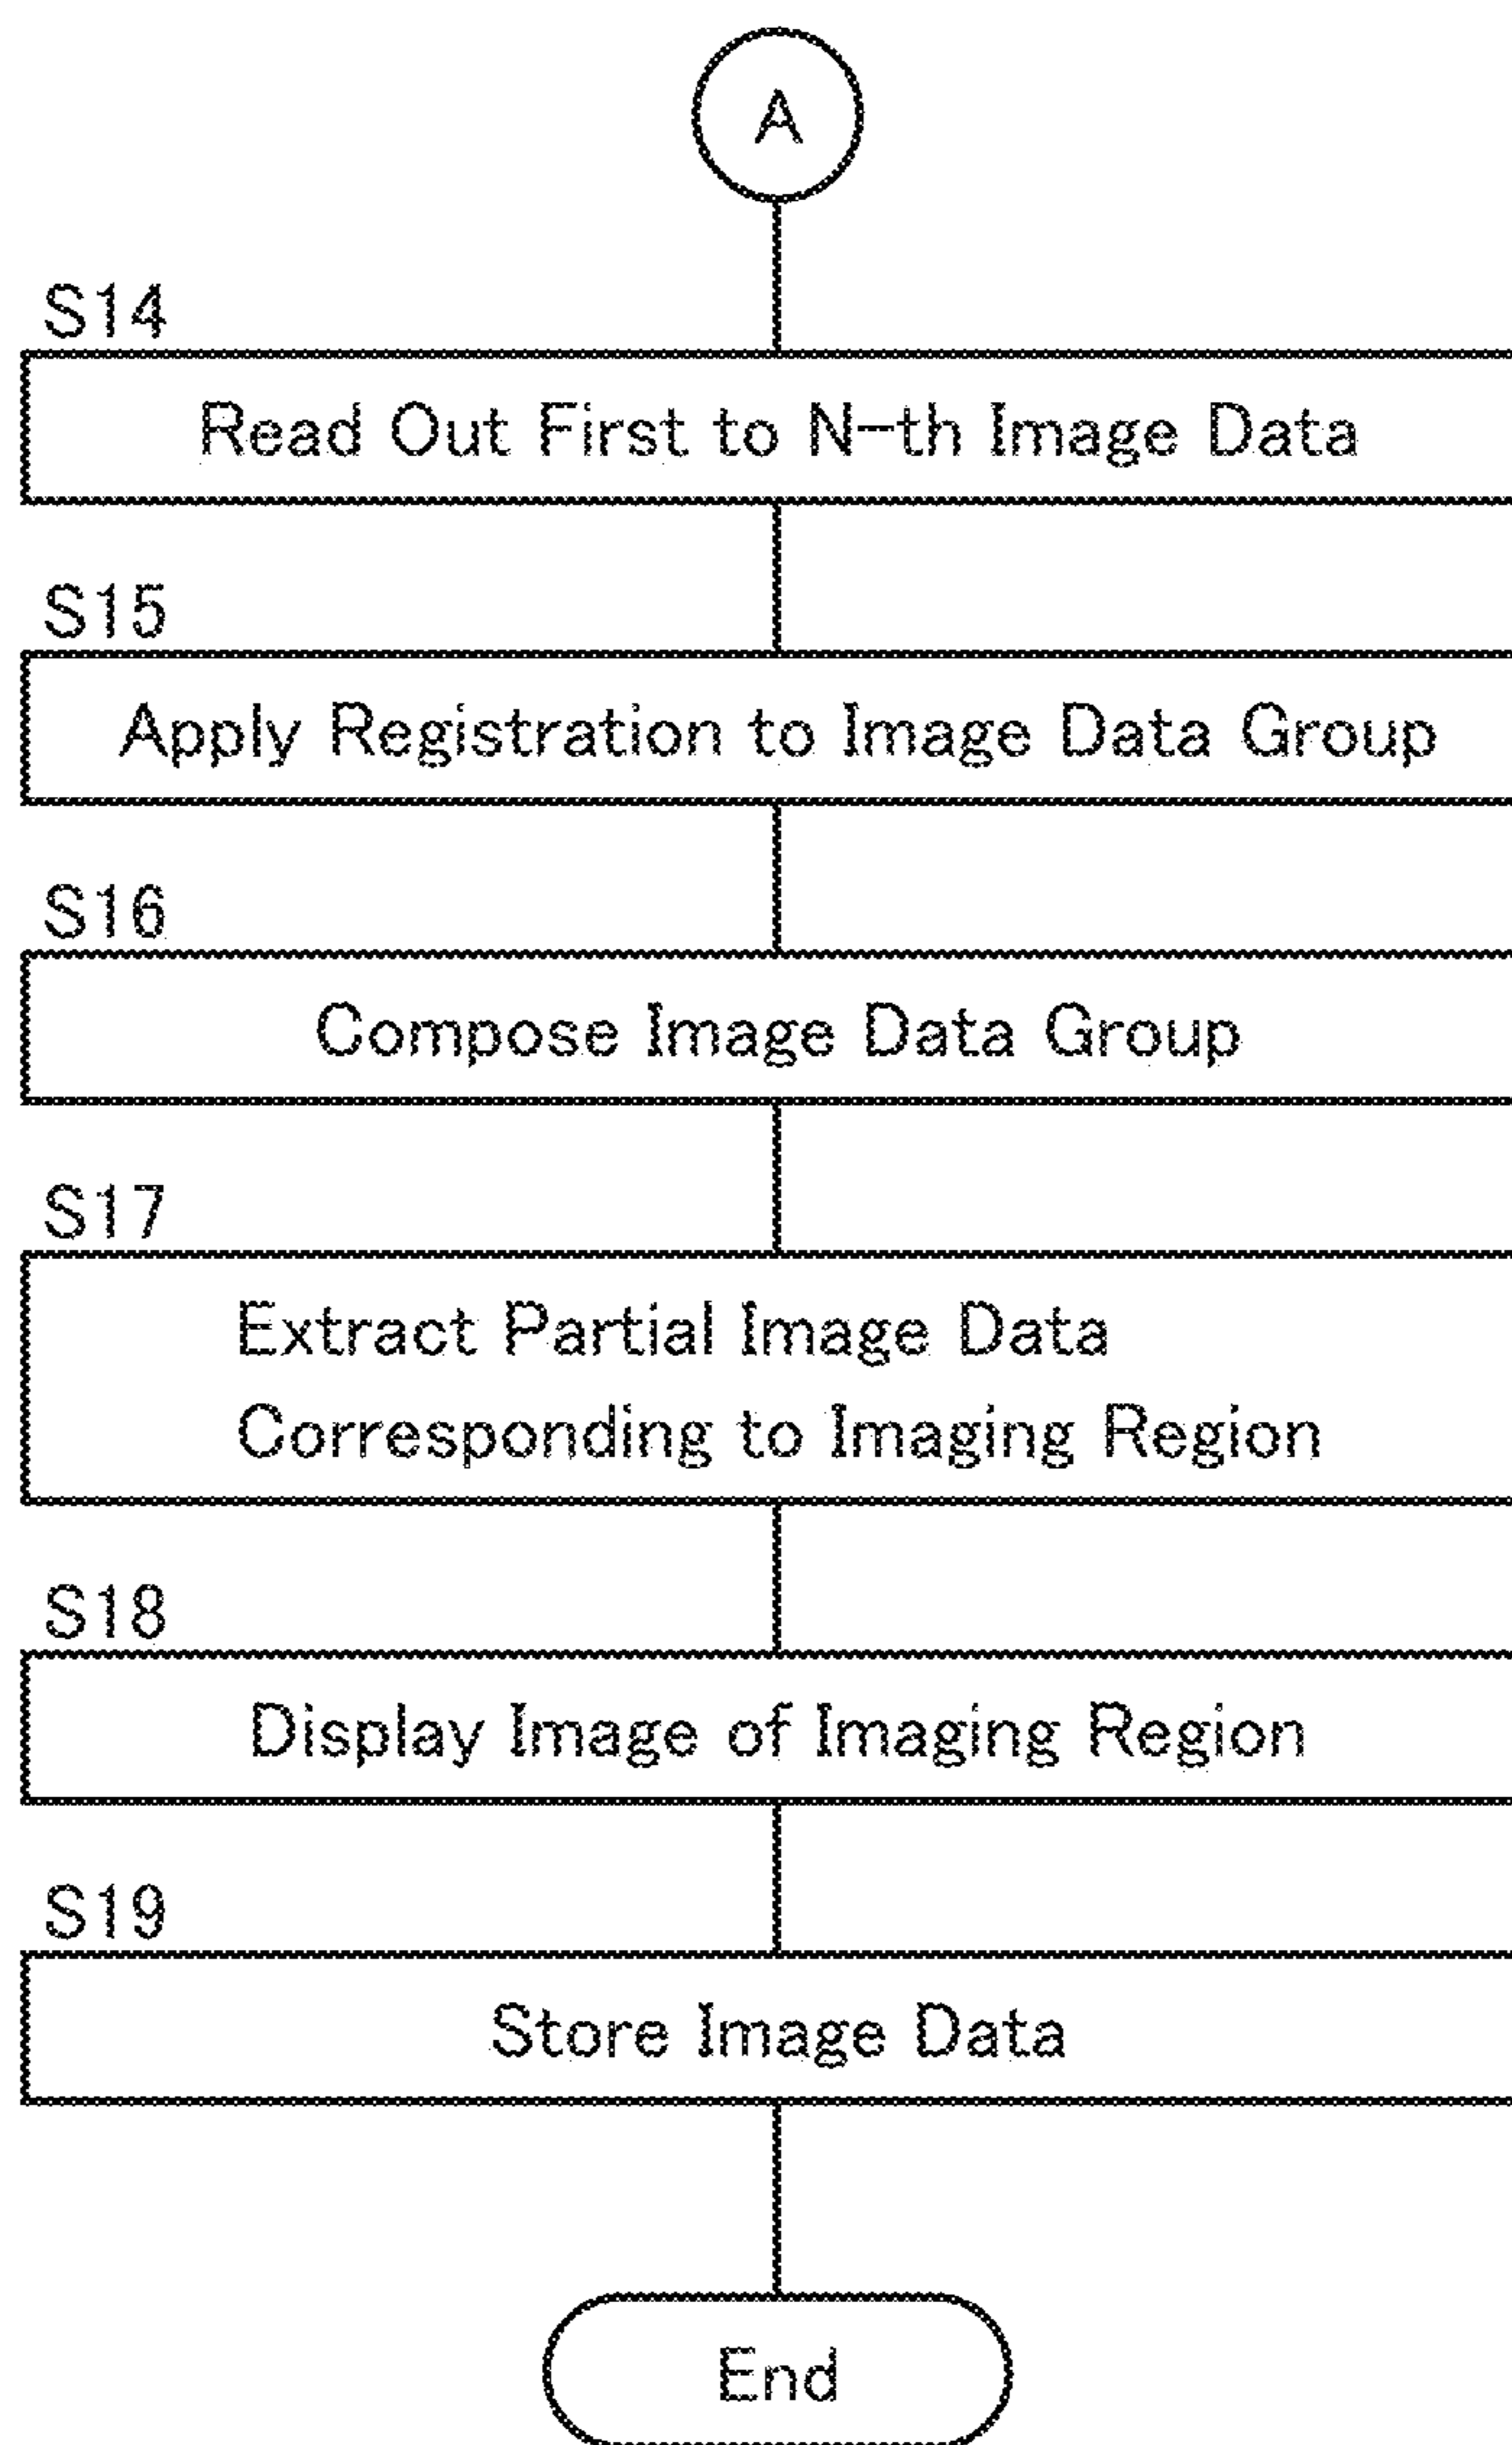 A
S14
Read Out First to N-th Image Data
S15
Apply Registration to Image Data Group
S16
Compose Image Data Group
S17
Extract Partial Image Data
Corresponding to Imaging Region
S18
Display Image of Imaging Region
S19
Store Image Data
End